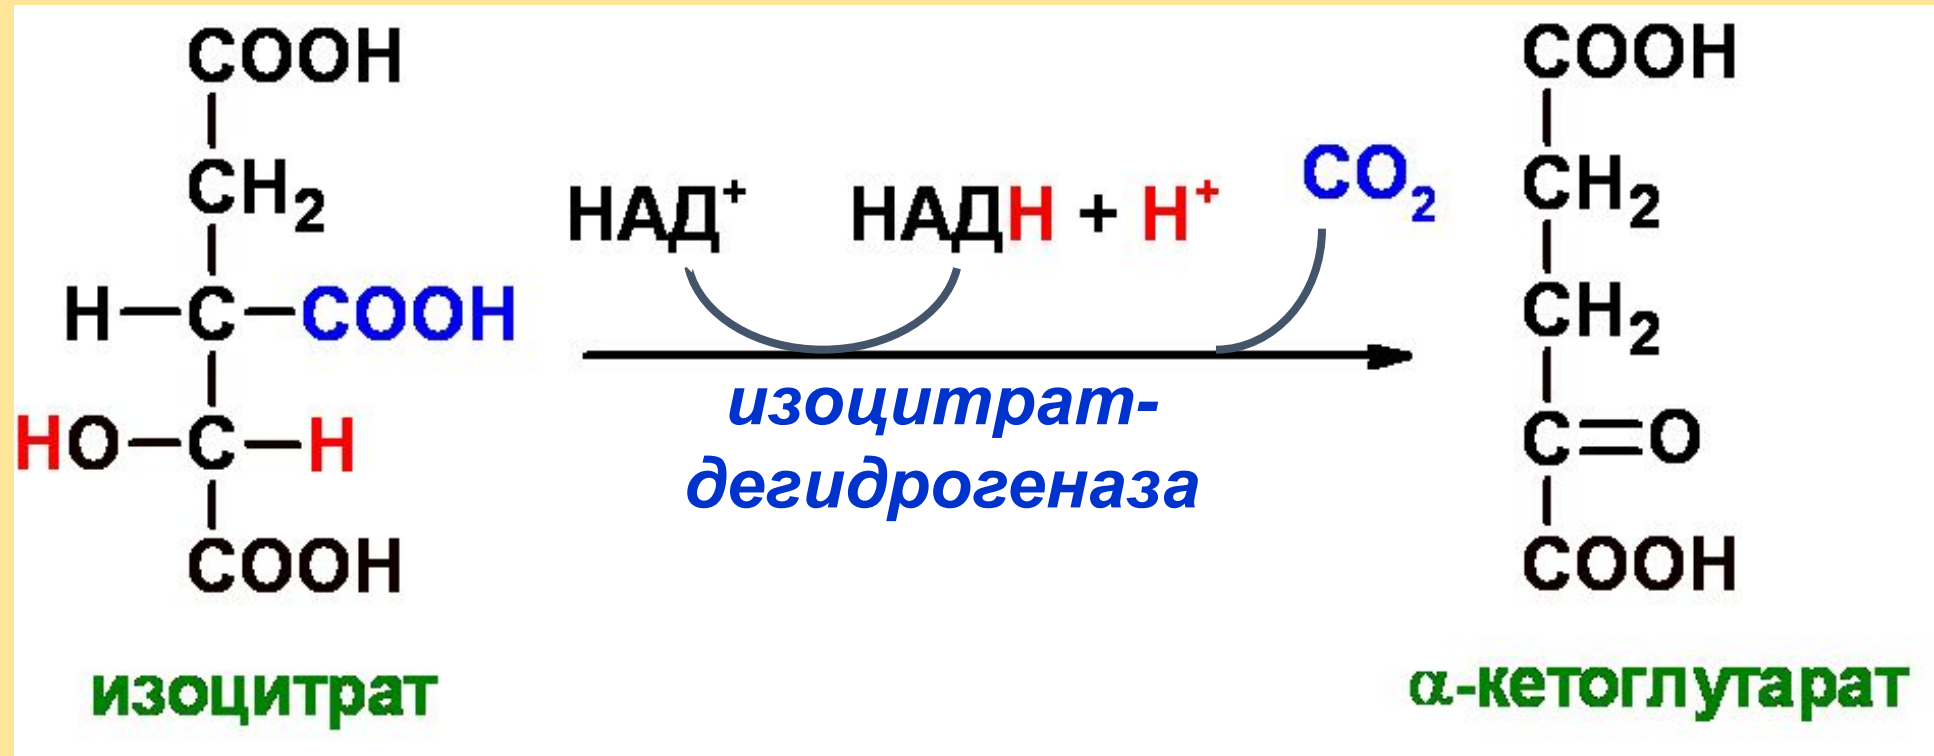 COOH
CH₂
H–C–COOH
HO–C–H
COOH
изоцитрат
НАД⁺ НАДН + Н⁺ CO₂
изоцитрат-
дегидрогеназа
COOH
CH₂
CH₂
C=O
COOH
α-кетоглутарат